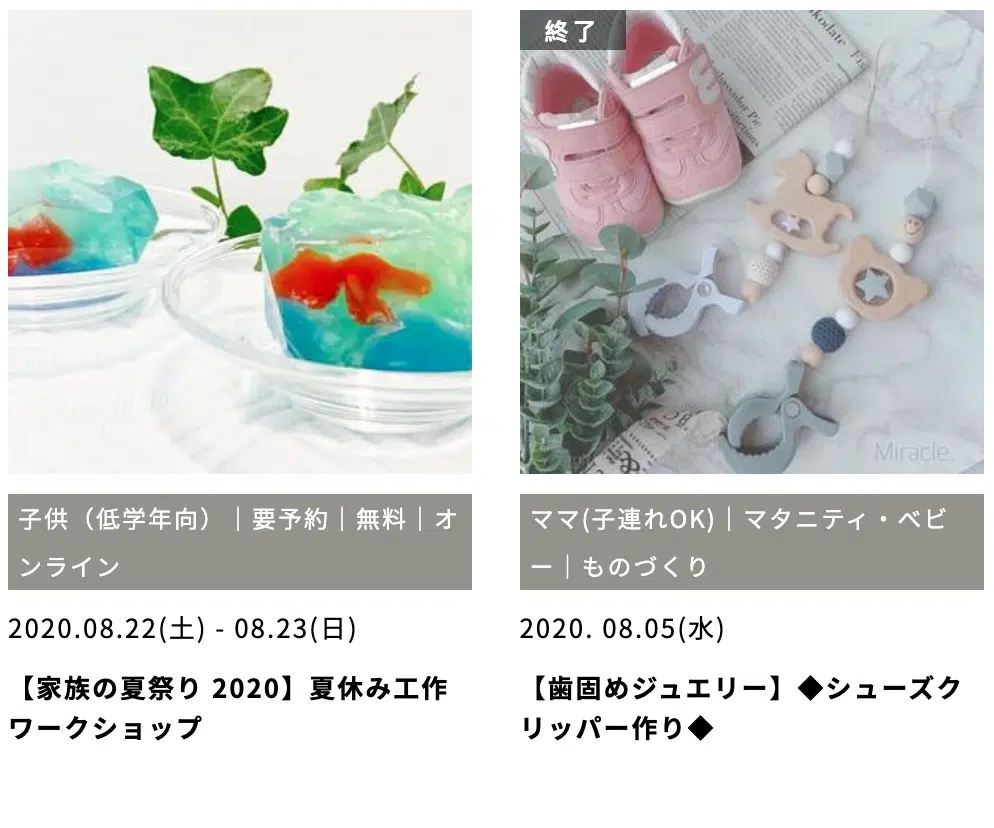 終了
Miracle.
子供（低学年向）｜要予約｜無料｜オ
ンライン
2020.08.22(土) - 08.23(日)
【家族の夏祭り 2020】夏休み工作
ワークショップ
ママ(子連れOK)｜マタニティ・ベビ
ー｜ものづくり
2020. 08.05(水)
【歯固めジュエリー】◆シューズク
リッパー作り◆